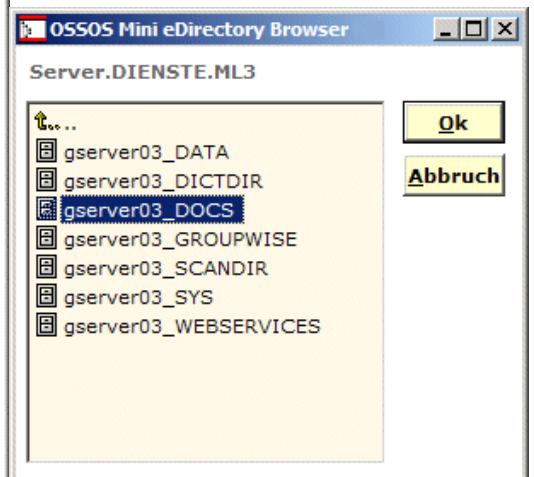 OSSOS Mini eDirectory Browser
Server.DIENSTE.ML3
..
gserver03_DATA
gserver03_DICTDIR
gserver03_DOCS
gserver03_GROUPWISE
gserver03_SCANDIR
gserver03_SYS
gserver03_WEBSERVICES
Ok
Abbruch